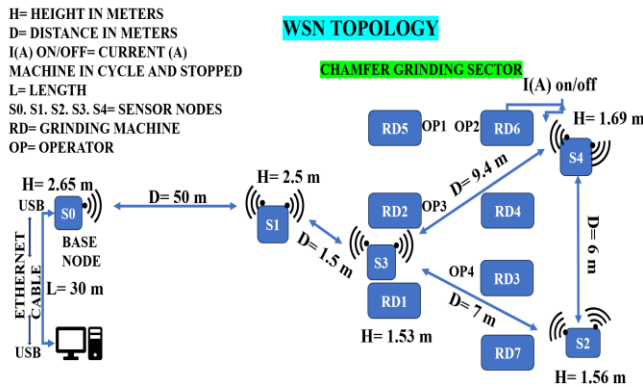 H= HEIGHT IN METERS
D= DISTANCE IN METERS
I(A) ON/OFF= CURRENT (A)
MACHINE IN CYCLE AND STOPPED
L= LENGTH
S0. S1. S2. S3. S4= SENSOR NODES
RD= GRINDING MACHINE
OP= OPERATOR
WSN TOPOLOGY
CHAMFER GRINDING SECTOR
I(A) on/off
RD5 OP1 OP2 RD6
H= 1.69 m
S4
H= 2.65 m
D= 50 m
H= 2.5 m
D= 9.4 m
USB
S0
BASE
NODE
S1
RD2 OP3
RD4
D= 6 m
D= 1.5 m
S3
ETHERNET
CABLE
L= 30 m
OP4 RD3
RD1
D= 7 m
H= 1.53 m
USB
RD7
S2
H= 1.56 m